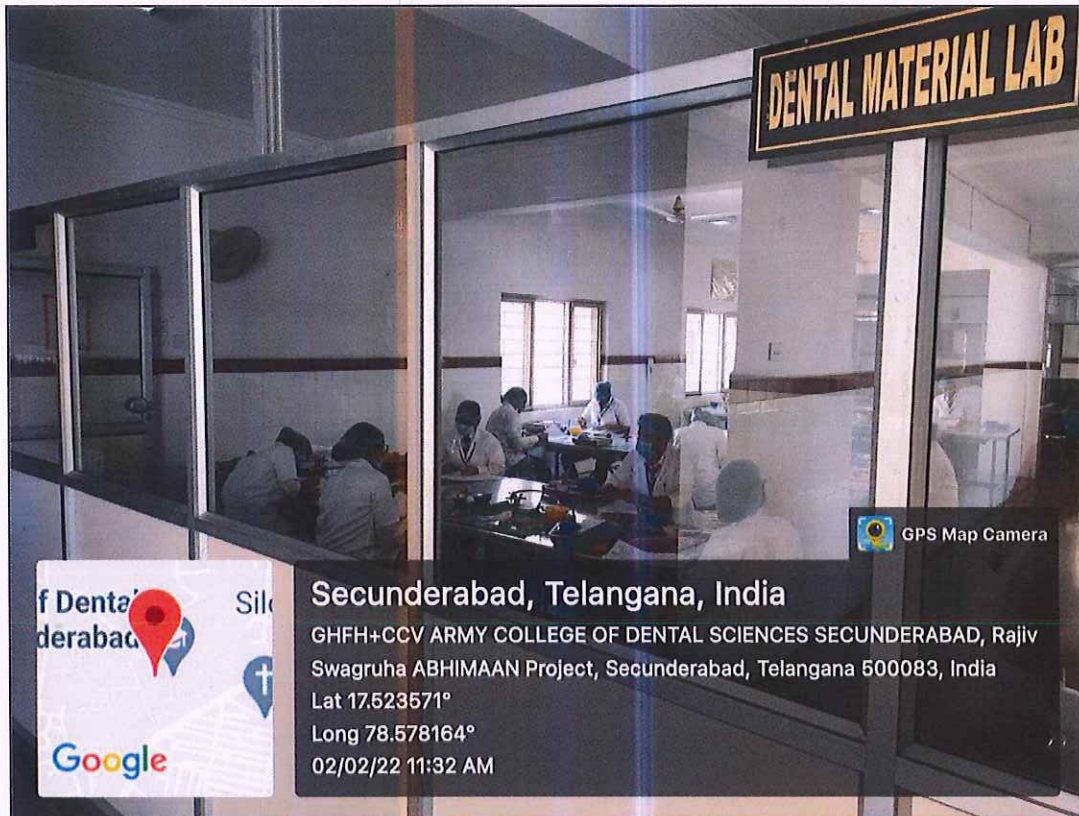 DENTAL MATERIAL LAB
GPS Map Camera
f Denta
derabad
Sil
Google
Secunderabad, Telangana, India
GHFH+CCV ARMY COLLEGE OF DENTAL SCIENCES SECUNDERABAD, Rajiv
Swagruha ABHIMAAN Project, Secunderabad, Telangana 500083, India
Lat 17.523571°
Long 78.578164°
02/02/22 11:32 AM